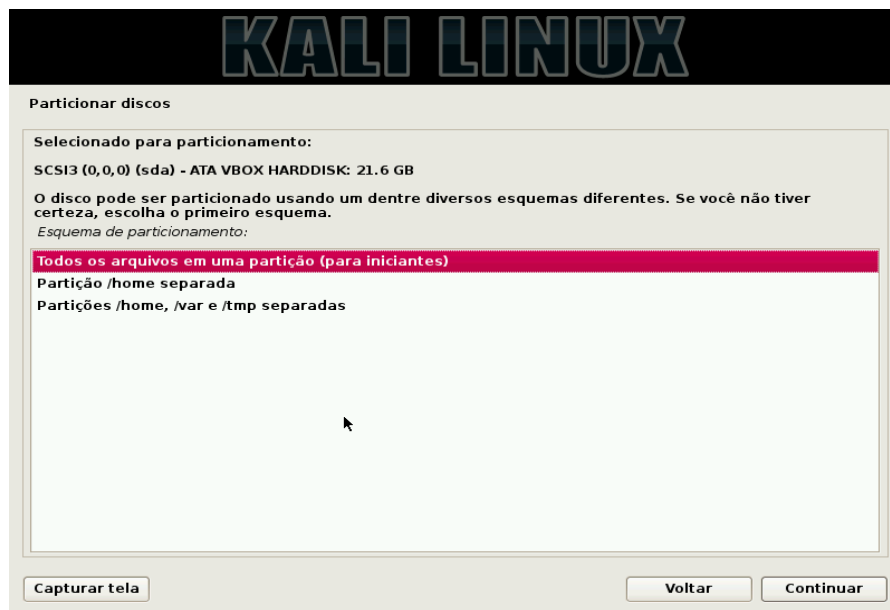 KALI LINUX
Particionar discos
Selecionado para particionamento:
SCSI3 (0,0,0) (sda) - ATA VBOX HARDDISK: 21.6 GB
O disco pode ser particionado usando um dentre diversos esquemas diferentes. Se você não tiver
certeza, escolha o primeiro esquema.
Esquema de particionamento:
Todos os arquivos em uma partição (para iniciantes)
Partição /home separada
Partições /home, /var e /tmp separadas
Capturar tela
Voltar
Continuar